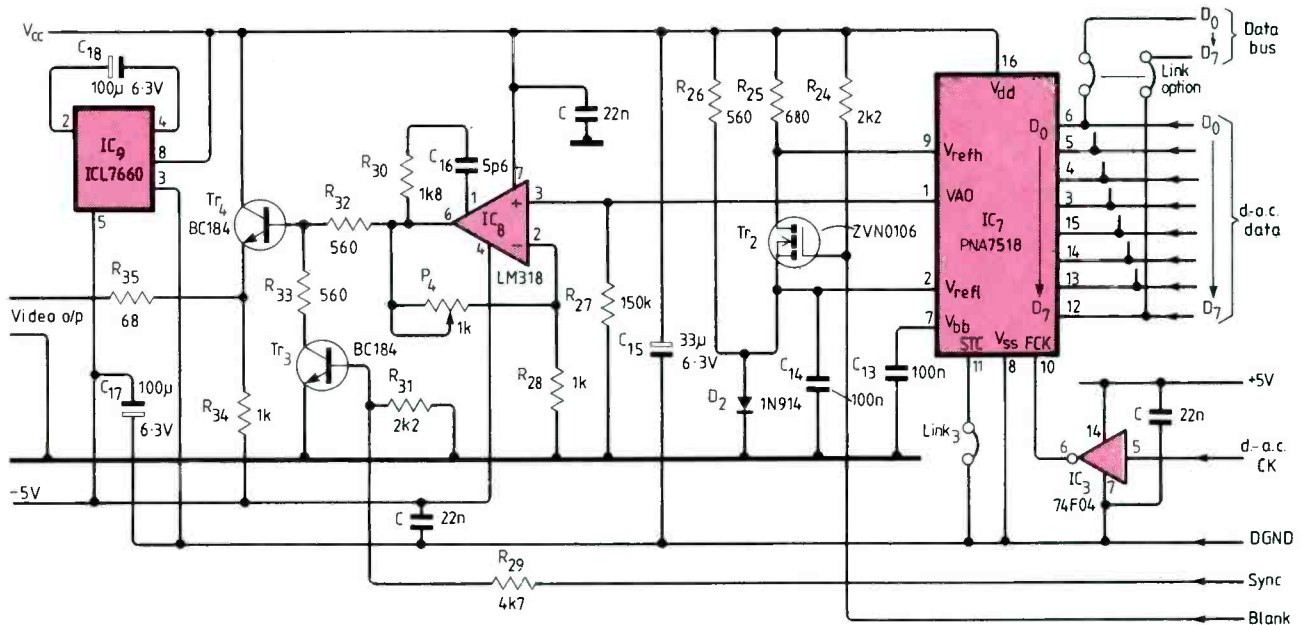 VCC
C18
100µ 6·3V
2
4
IC9
ICL7660
8
3
5
Tr4
BC184
R35
68
Video o/p
C17
100µ
6·3V
R34
1k
-5V
R32
560
R33
560
Tr3
BC184
R31
2k2
R30
1k8
C16
5p6
1
7
3
+
6
IC8
–
2
4
LM318
P4
1k
C
22n
R27
150k
R28
1k
C15
33µ
6·3V
C
22n
R29
4k7
R26
560
R25
680
R24
2k2
Tr2
ZVN0106
D2
1N914
C14
100n
C13
100n
Link3
16
Vdd
9
Vrefh
1
VAO
IC7
PNA7518
2
Vrefl
7
Vbb
STC
VSS
FCK
11
8
10
D0
D7
6
5
4
3
15
14
13
12
D0
D7
Data bus
Link option
D0
D7
d-a.c. data
+5V
C
22n
14
6
5
IC3
7
74F04
d-a.c. CK
DGND
Sync
Blank